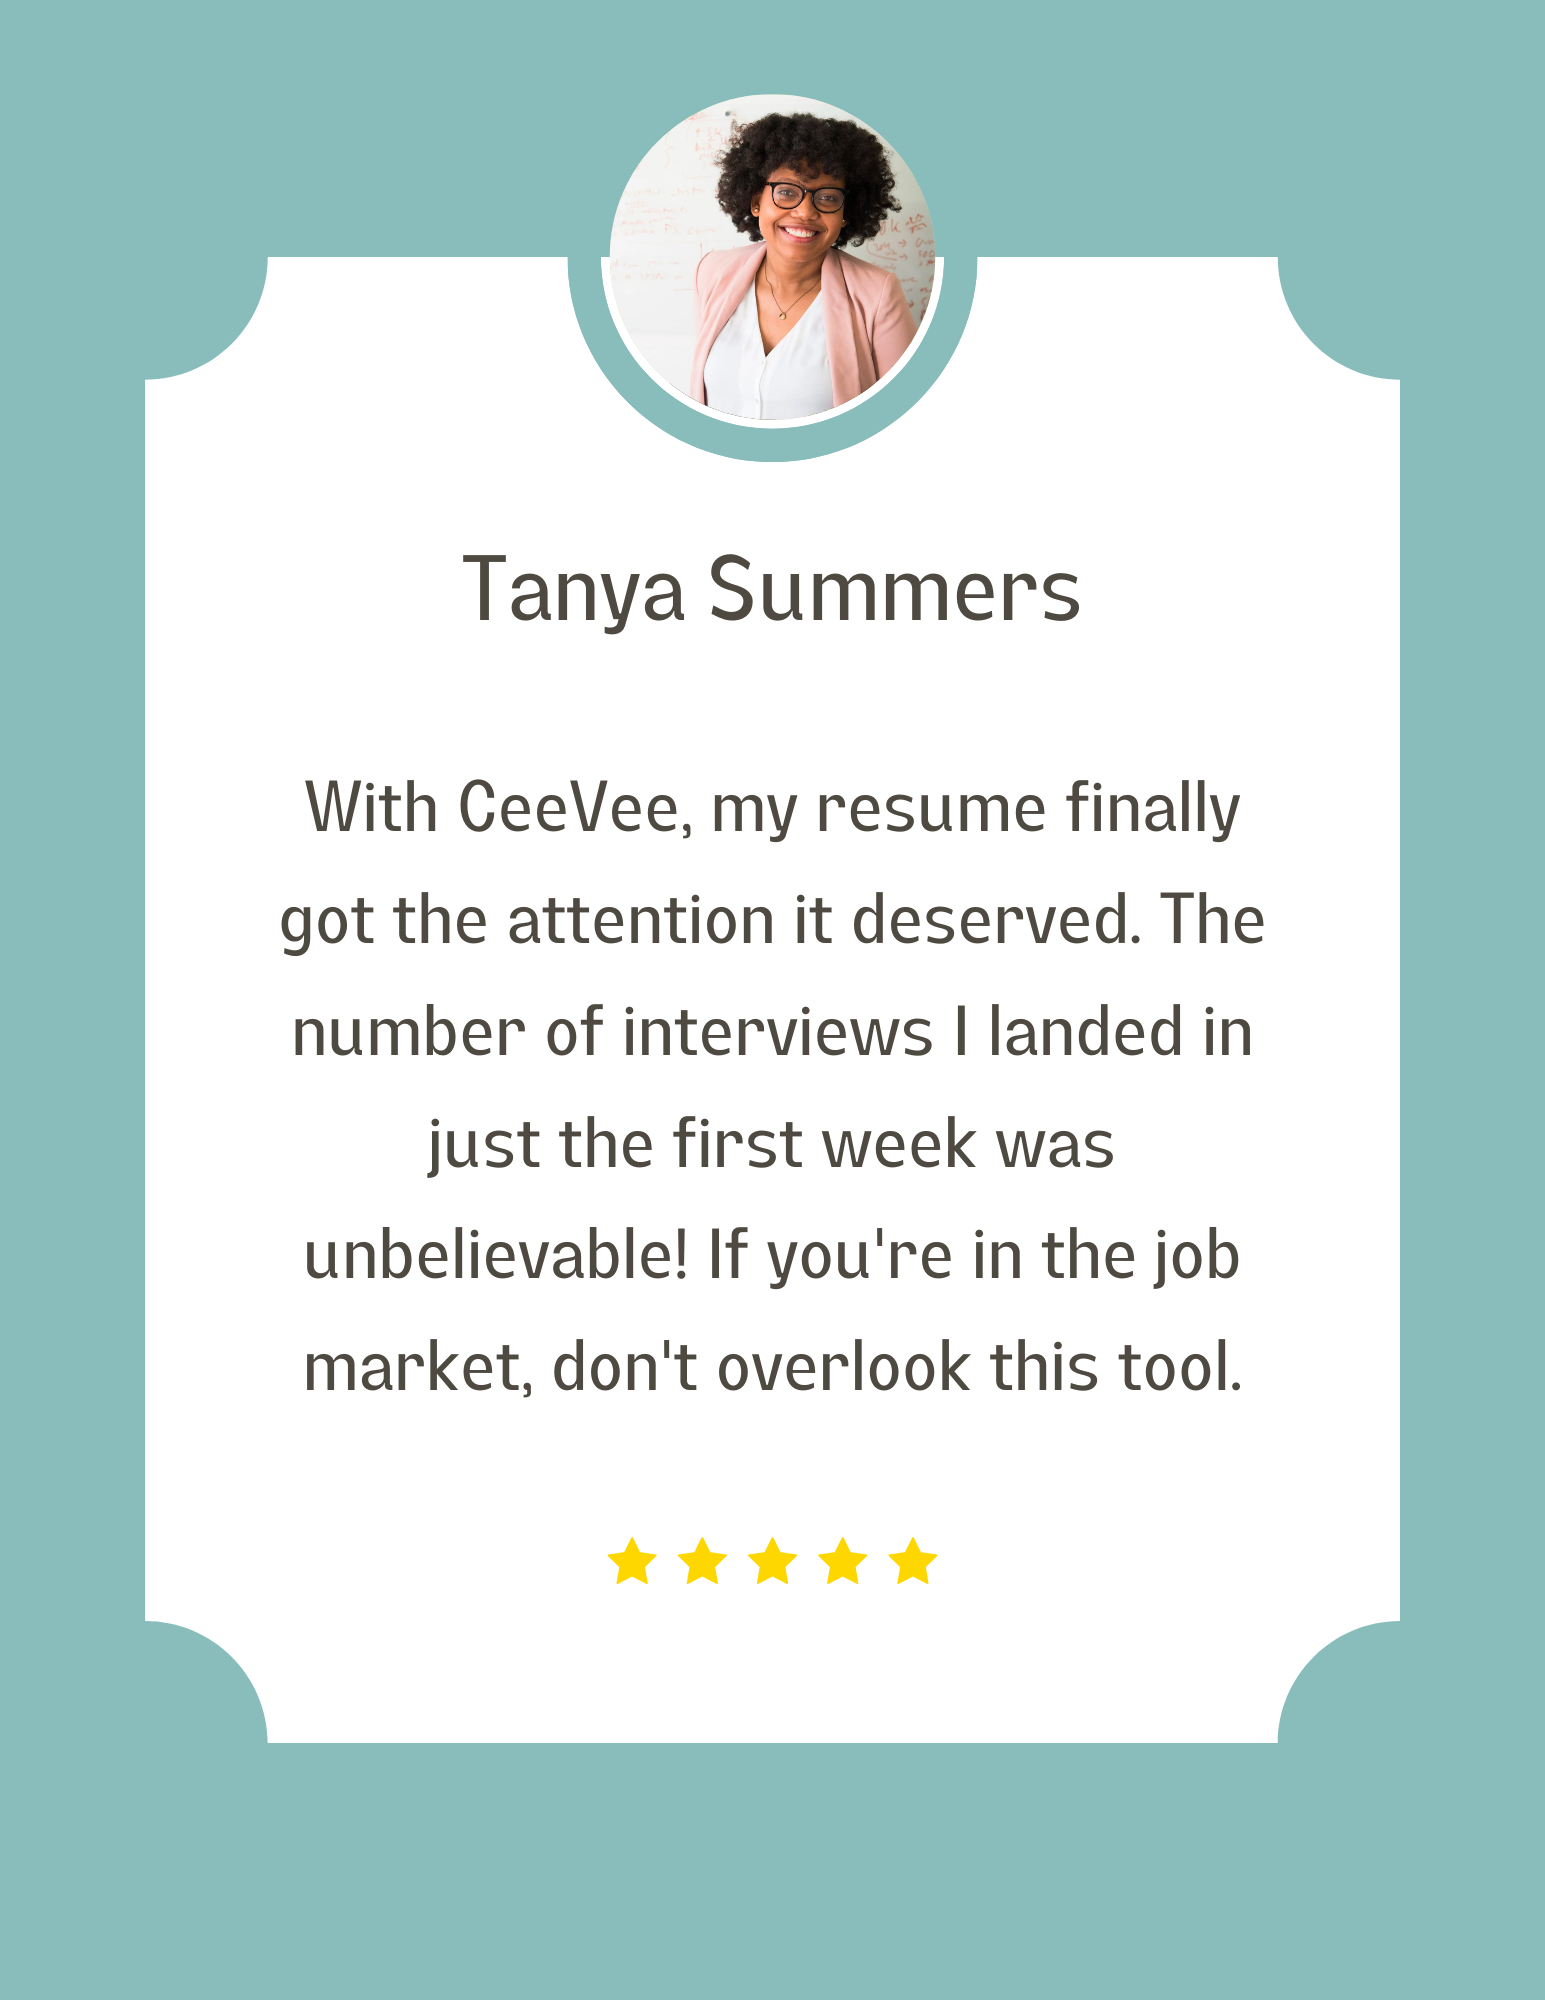 Tanya Summers
With CeeVee, my resume finally
got the attention it deserved. The
number of interviews I landed in
just the first week was
unbelievable! If you're in the job
market, don't overlook this tool.